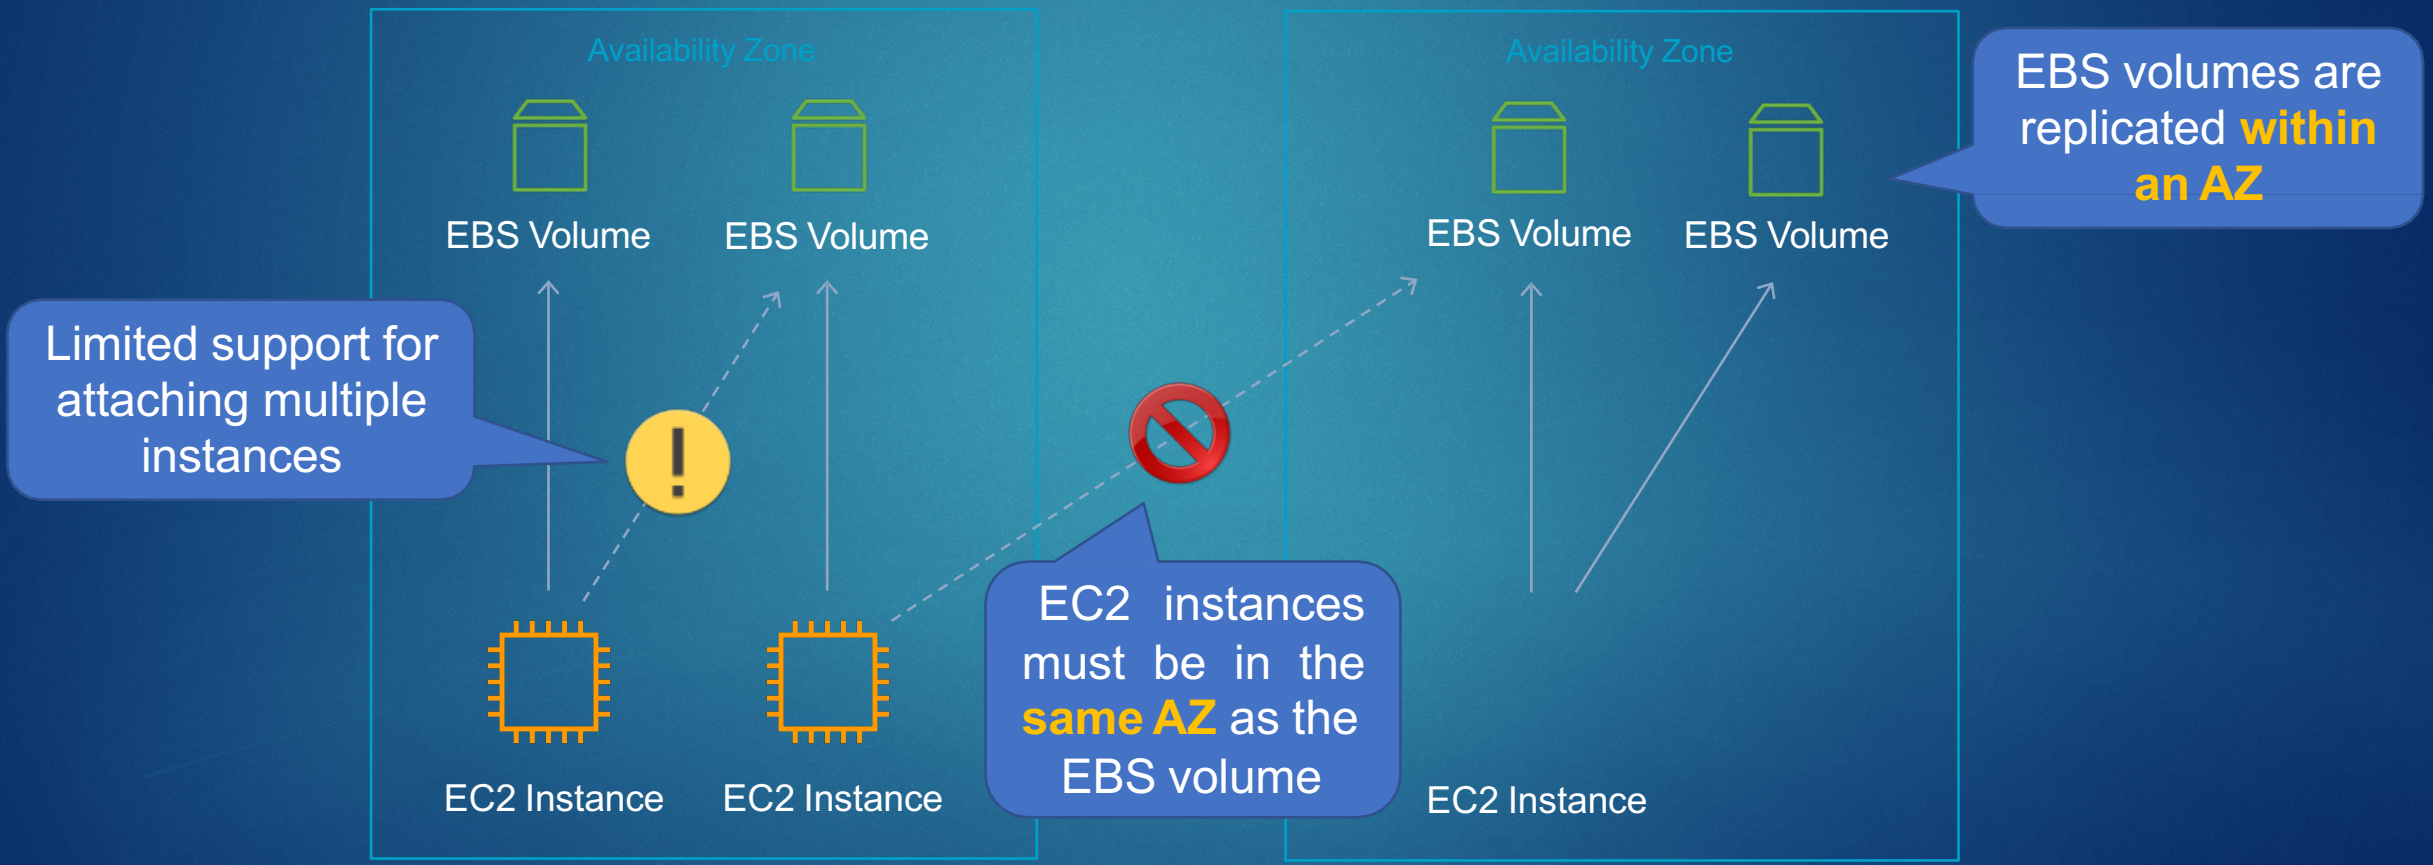 Availability Zone
Availability Zone
EBS volumes are
replicated within
an AZ
EBS Volume
EBS Volume
EBS Volume
EBS Volume
Limited support for
attaching multiple
instances
EC2 instances
must be in the
same AZ as the
EBS volume
EC2 Instance
EC2 Instance
EC2 Instance